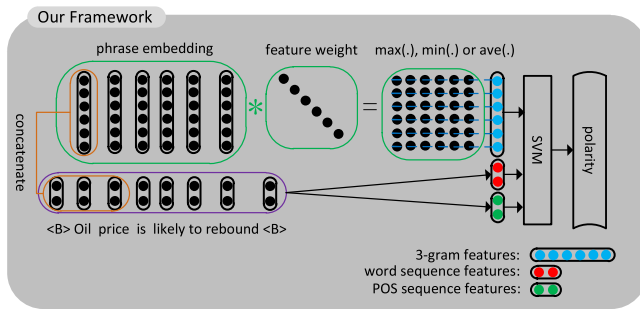 Our Framework
phrase embedding
feature weight
max(.), min(.) or ave(.)
*
=
concatenate
SVM
polarity
<B> Oil price is likely to rebound <B>
3-gram features:
word sequence features:
POS sequence features: